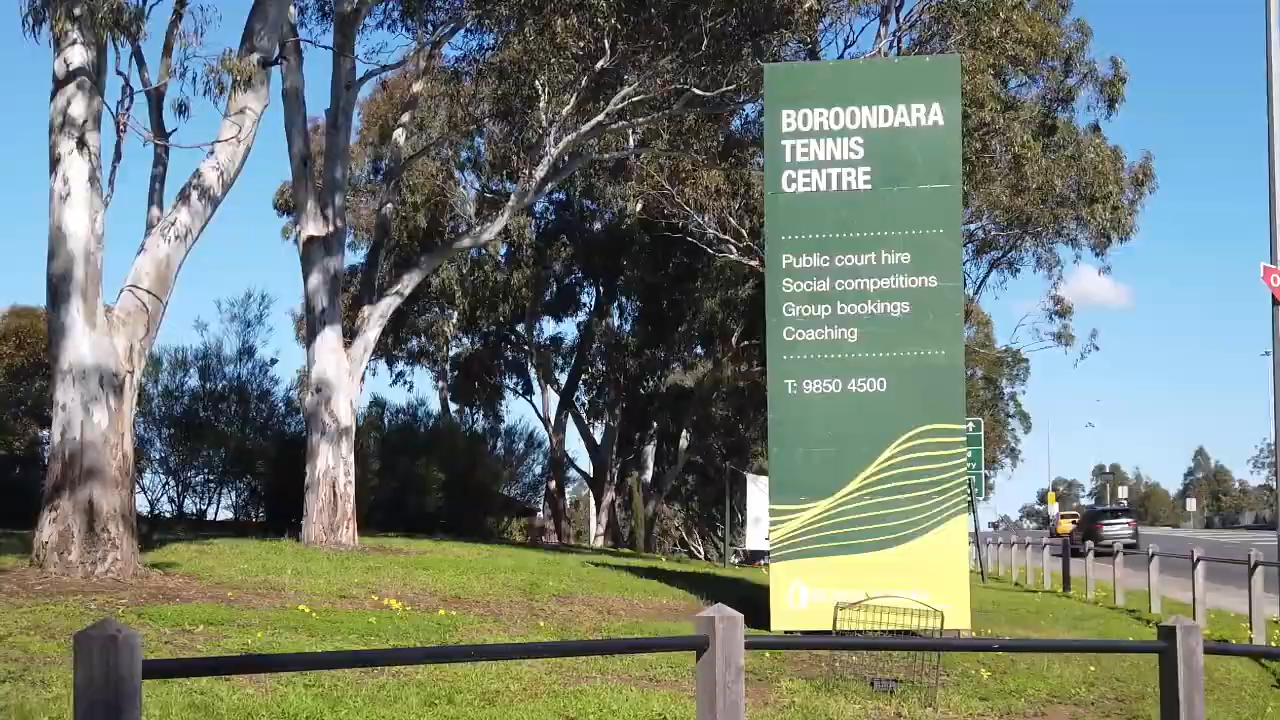 BOROONDARA
TENNIS
CENTRE
Public court hire
Social competitions
Group bookings
Coaching
T: 9850 4500